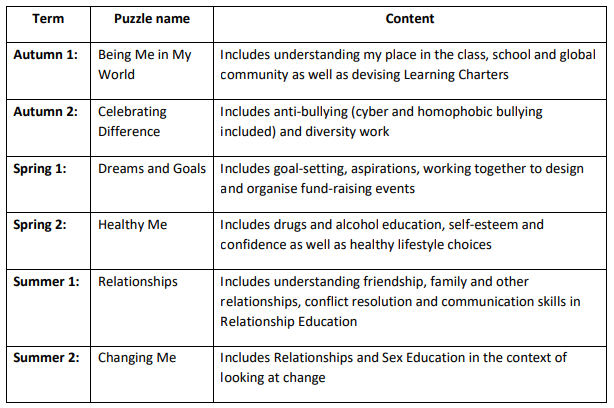 Term Puzzle name Content
Autumn 1: Being Me in My Includes understanding my place in the class, school and global
World community as well as devising Learning Charters
Autumn 2: Celebrating Includes anti-bullying (cyber and homophobic bullying
Difference included) and diversity work
Spring 1: Dreams and Goals Includes goal-setting, aspirations, working together to design
and organise fund-raising events
Spring 2: Healthy Me Includes drugs and alcohol education, self-esteem and
confidence as well as healthy lifestyle choices
Summer 1: Relationships Includes understanding friendship, family and other
relationships, conflict resolution and communication skills in
Relationship Education
Summer 2: Changing Me Includes Relationships and Sex Education in the context of
looking at change